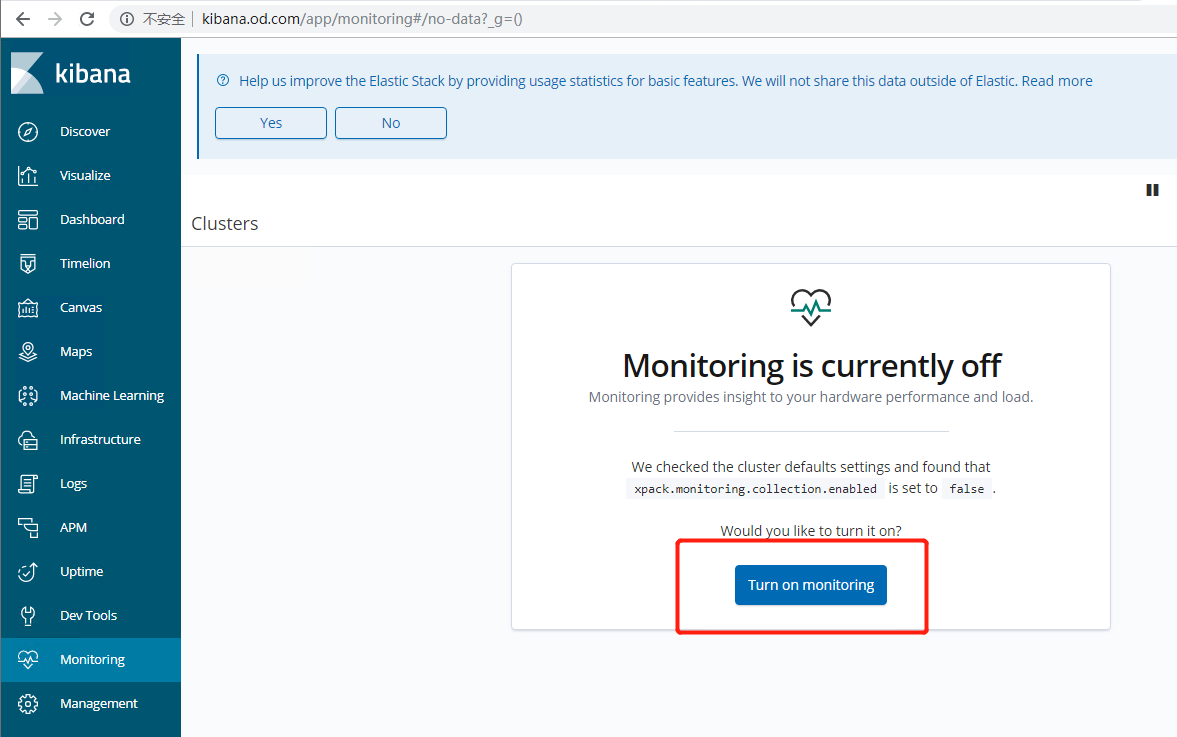 不安全 kibana.od.com/app/monitoring#/no-data?_g=()
kibana
Discover
Visualize
Dashboard
Timelion
Canvas
Maps
Machine Learning
Infrastructure
Logs
APM
Uptime
Dev Tools
Monitoring
Management
Help us improve the Elastic Stack by providing usage statistics for basic features. We will not share this data outside of Elastic. Read more
Yes No
Clusters
Monitoring is currently off
Monitoring provides insight to your hardware performance and load.
We checked the cluster defaults settings and found that
xpack.monitoring.collection.enabled is set to false .
Would you like to turn it on?
Turn on monitoring